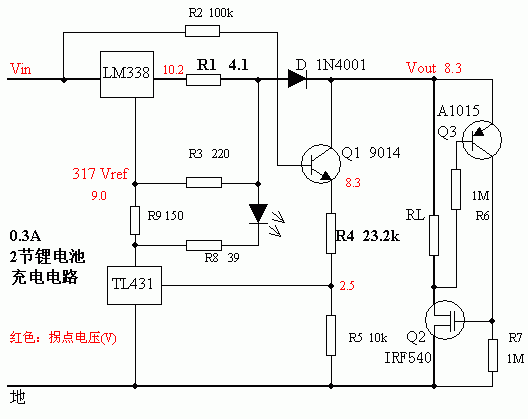 R2 100k
Vin
LM338
10.2
R1 4.1
D 1N4001
Vout 8.3
A1015
Q3
Q1 9014
8.3
R3 220
317 Vref
9.0
R9 150
1M
R6
RL
0.3A
2节锂电池
充电电路
R8 39
R4 23.2k
TL431
2.5
红色：拐点电压(V)
R5 10k
Q2
IRF540
R7
1M
地